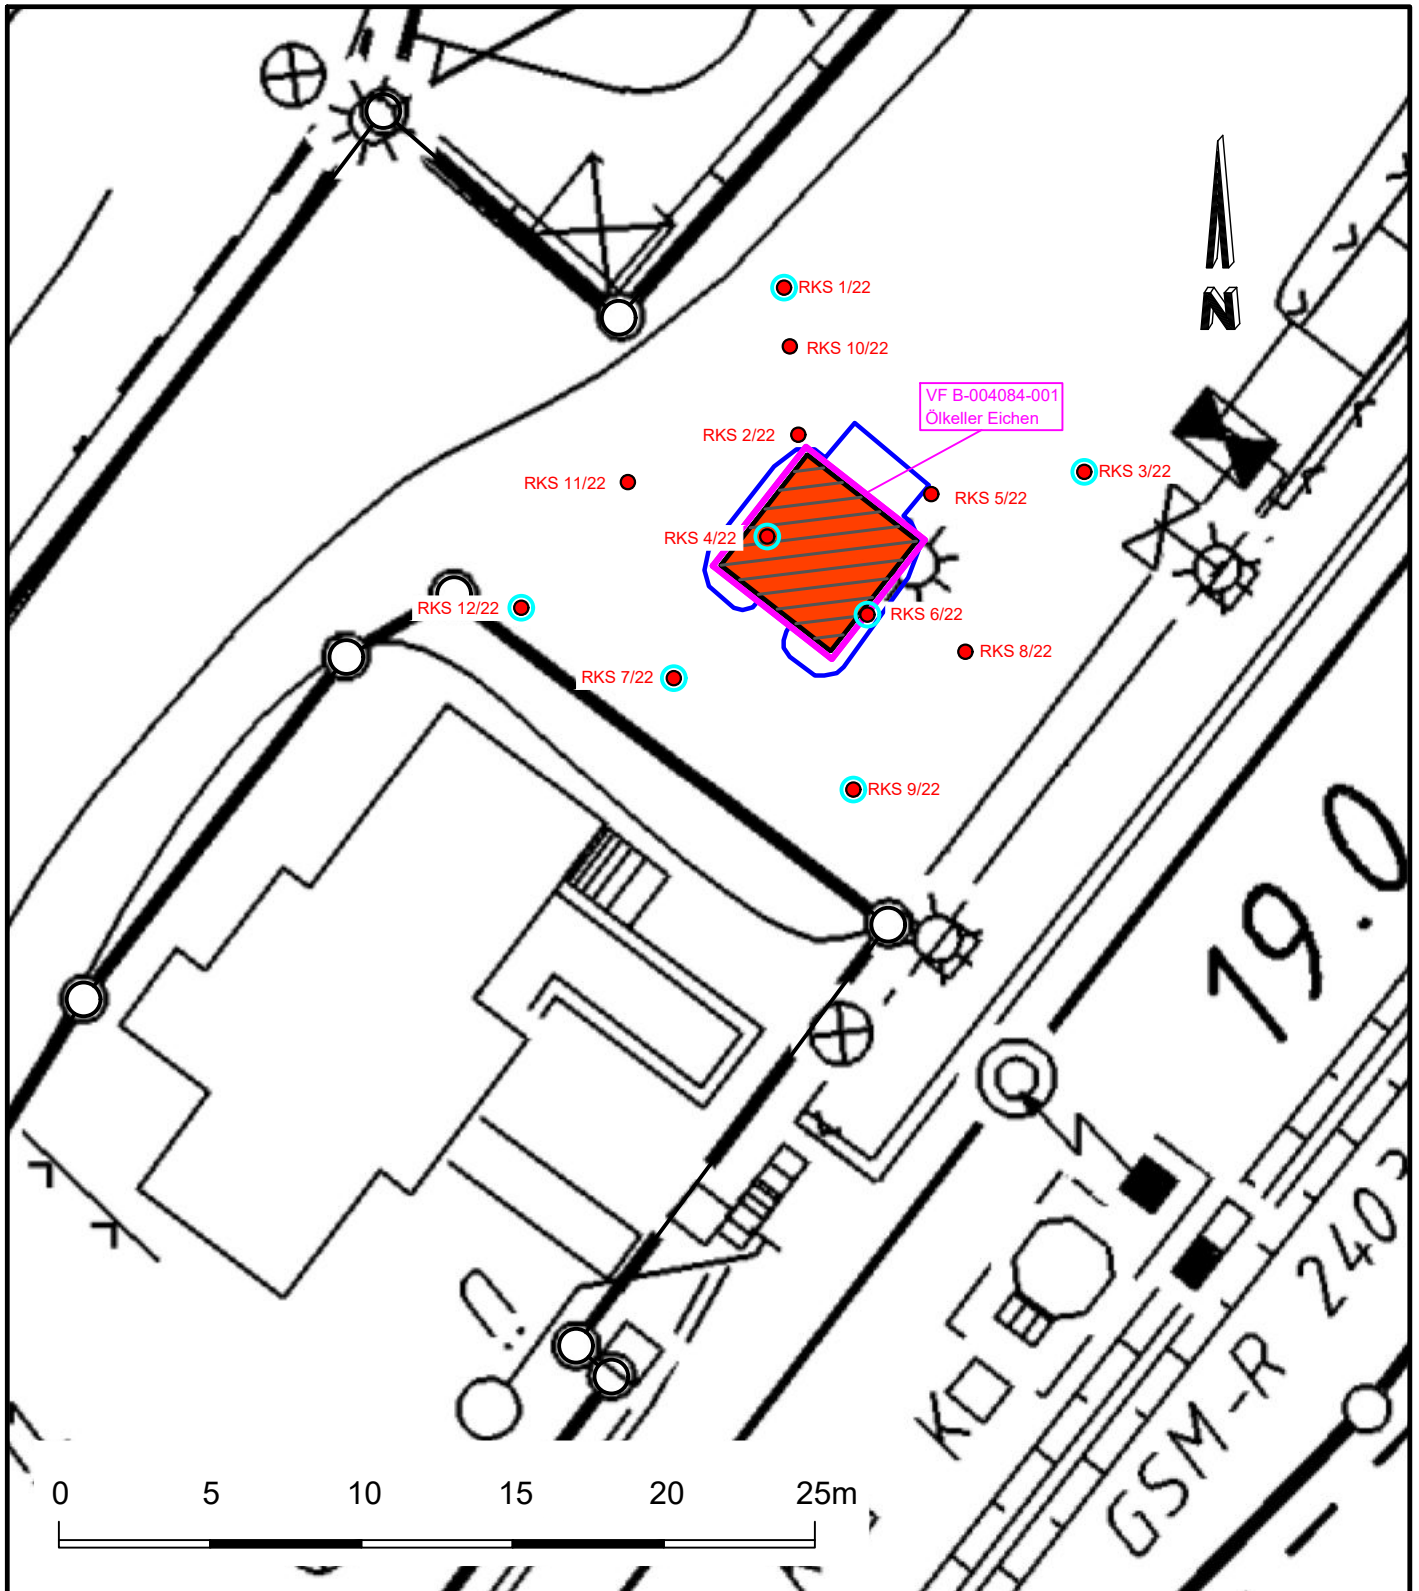 RKS 1/22
N
RKS 10/22
VF B-004084-001
Ölkeller Eichen
RKS 2/22
RKS 3/22
RKS 11/22
RKS 5/22
RKS 4/22
RKS 12/22
RKS 6/22
RKS 8/22
RKS 7/22
RKS 9/22
19.0
K
GSM-R 240
0 5 10 15 20 25m